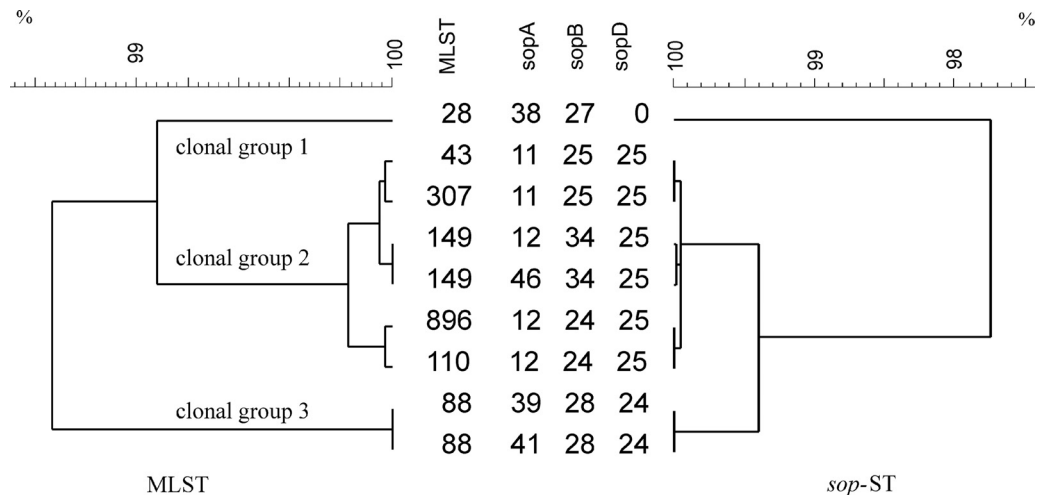 % %
99 100 MLST sopA sopB sopD 100 99 98
28 38 27 0
clonal group 1
43 11 25 25
307 11 25 25
149 12 34 25
clonal group 2
149 46 34 25
896 12 24 25
110 12 24 25
88 39 28 24
clonal group 3
88 41 28 24
MLST sop-ST